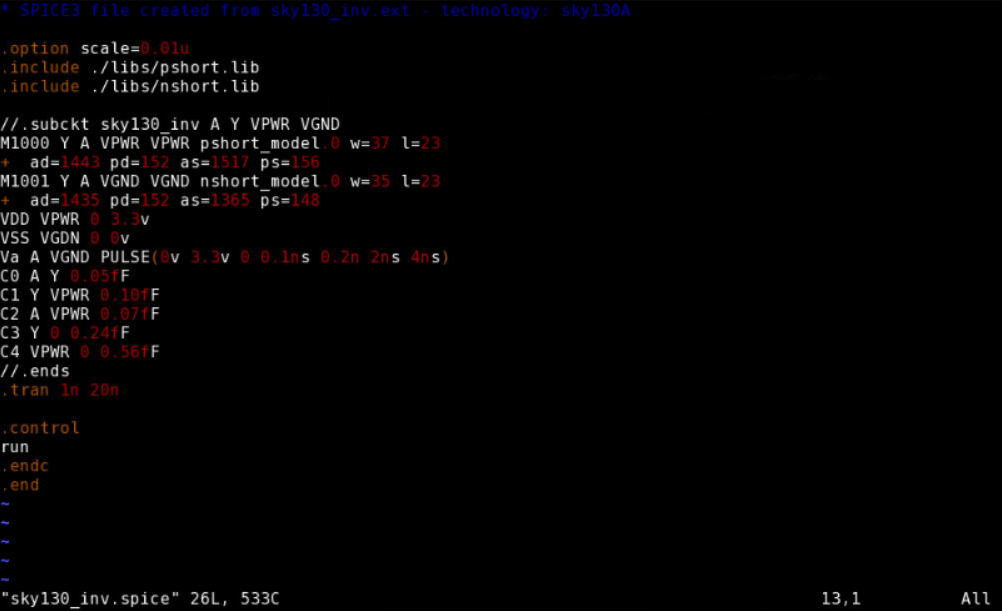 * SPICE3 file created from sky130_inv.ext - technology: sky130A
.option scale=0.01u
.include ./libs/pshort.lib
.include ./libs/nshort.lib
//.subckt sky130_inv A Y VPWR VGND
M1000 Y A VPWR VPWR pshort_model.0 w=37 l=23
+  ad=1443 pd=152 as=1517 ps=156
M1001 Y A VGND VGND nshort_model.0 w=35 l=23
+  ad=1435 pd=152 as=1365 ps=148
VDD VPWR 0 3.3v
VSS VGDN 0 0v
Va A VGND PULSE(0v 3.3v 0 0.1ns 0.2n 2ns 4ns)
C0 A Y 0.05fF
C1 Y VPWR 0.10fF
C2 A VPWR 0.07fF
C3 Y 0 0.24fF
C4 VPWR 0 0.56fF
//.ends
.tran 1n 20n
.control
run
.endc
.end
~
~
~
~
~
"sky130_inv.spice" 26L, 533C 13,1 All